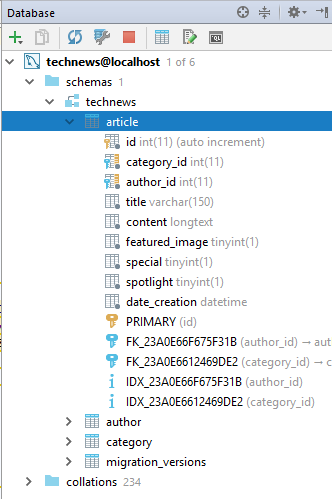 Database
technews@localhost 1 of 6
schemas 1
technews
article
id int(11) (auto increment)
category_id int(11)
author_id int(11)
title varchar(150)
content longtext
featured_image tinyint(1)
special tinyint(1)
spotlight tinyint(1)
date_creation datetime
PRIMARY (id)
FK_23A0E66F675F31B (author_id) → aut
FK_23A0E6612469DE2 (category_id) → c
IDX_23A0E66F675F31B (author_id)
IDX_23A0E6612469DE2 (category_id)
author
category
migration_versions
collations 234